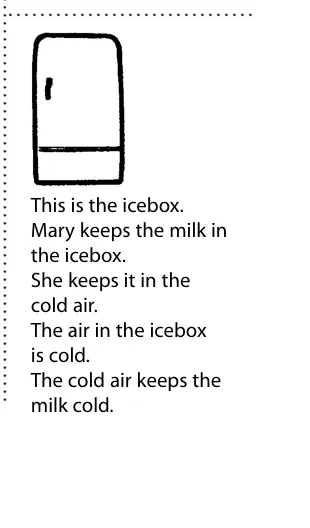 This is the icebox.
Mary keeps the milk in
the icebox.
She keeps it in the
cold air.
The air in the icebox
is cold.
The cold air keeps the
milk cold.